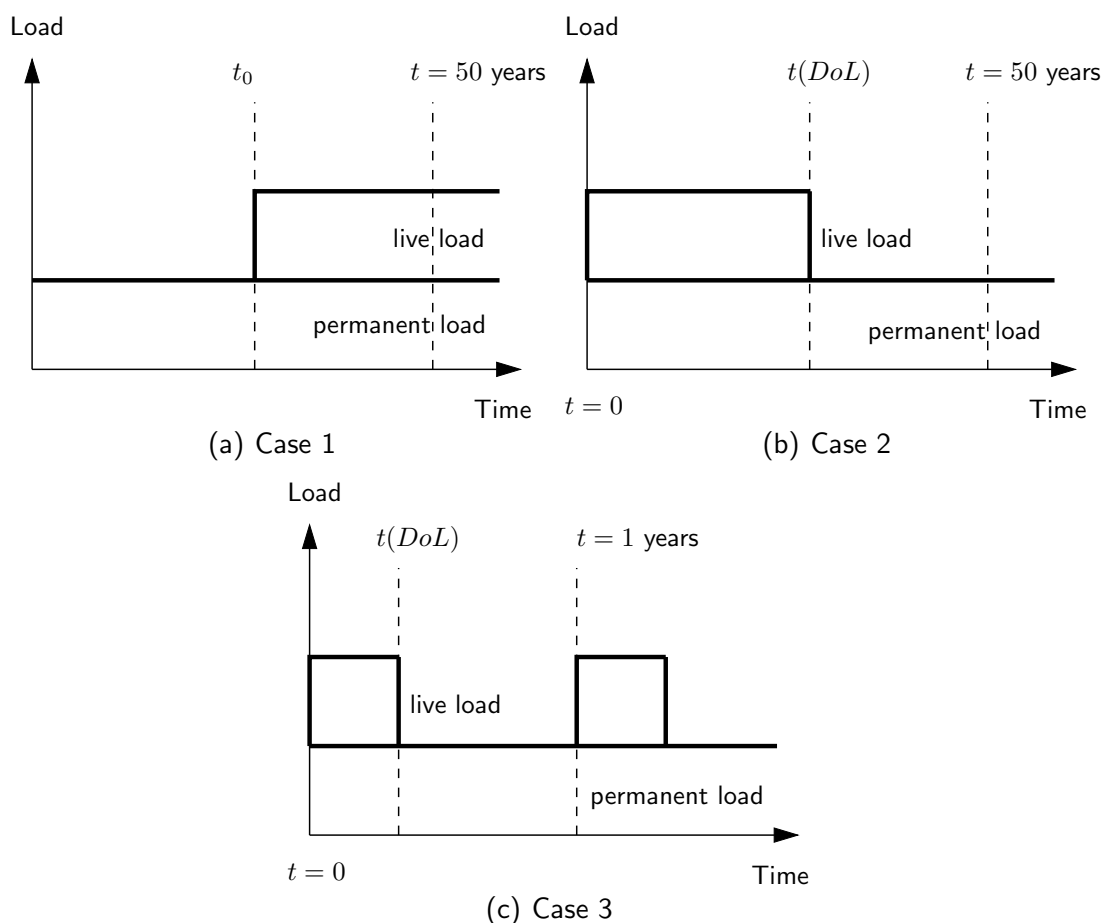 Load
t₀
t = 50 years
live load
permanent load
Time
(a) Case 1
Load
t(DoL)
t = 50 years
live load
permanent load
t = 0
Time
(b) Case 2
Load
t(DoL)
t = 1 years
live load
permanent load
t = 0
Time
(c) Case 3